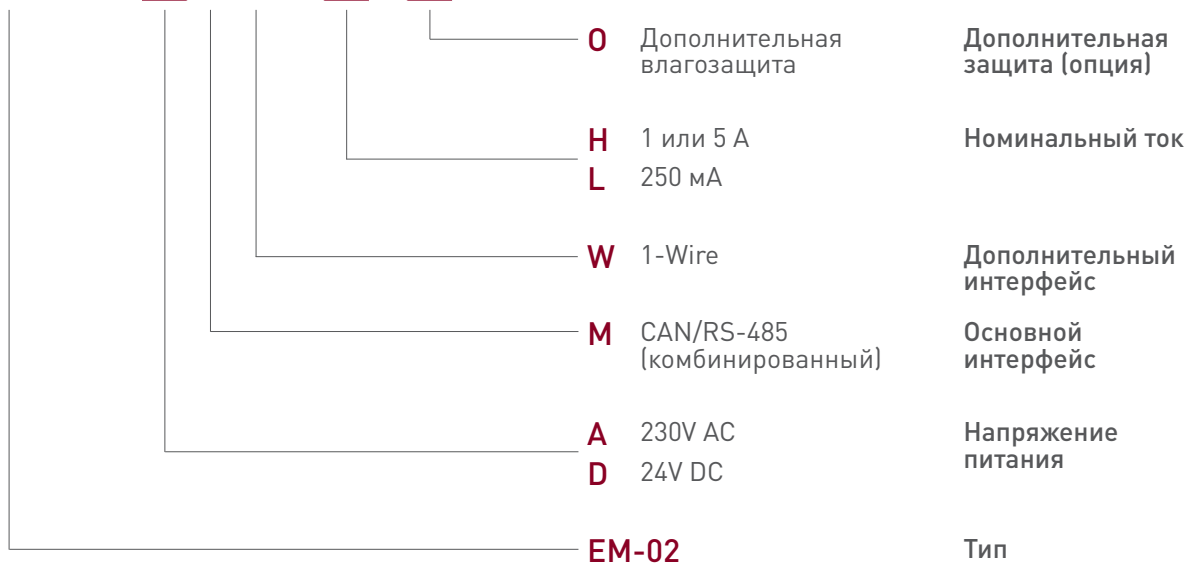 O Дополнительная Дополнительная
влагозащита защита (опция)
H 1 или 5 А Номинальный ток
L 250 мА
W 1-Wire Дополнительный
интерфейс
M CAN/RS-485 Основной
(комбинированный) интерфейс
A 230V AC Напряжение
питания
D 24V DC
EM-02 Тип